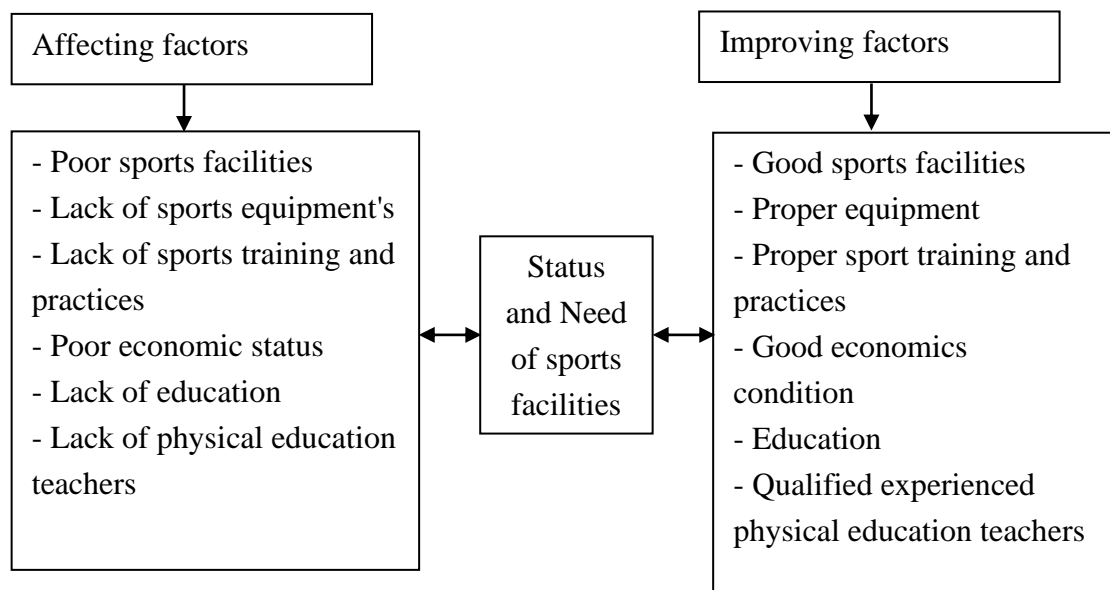 Affecting factors
Improving factors
- Poor sports facilities
- Lack of sports equipment's
- Lack of sports training and
practices
- Poor economic status
- Lack of education
- Lack of physical education
teachers
Status
and Need
of sports
facilities
- Good sports facilities
- Proper equipment
- Proper sport training and
practices
- Good economics
condition
- Education
- Qualified experienced
physical education teachers